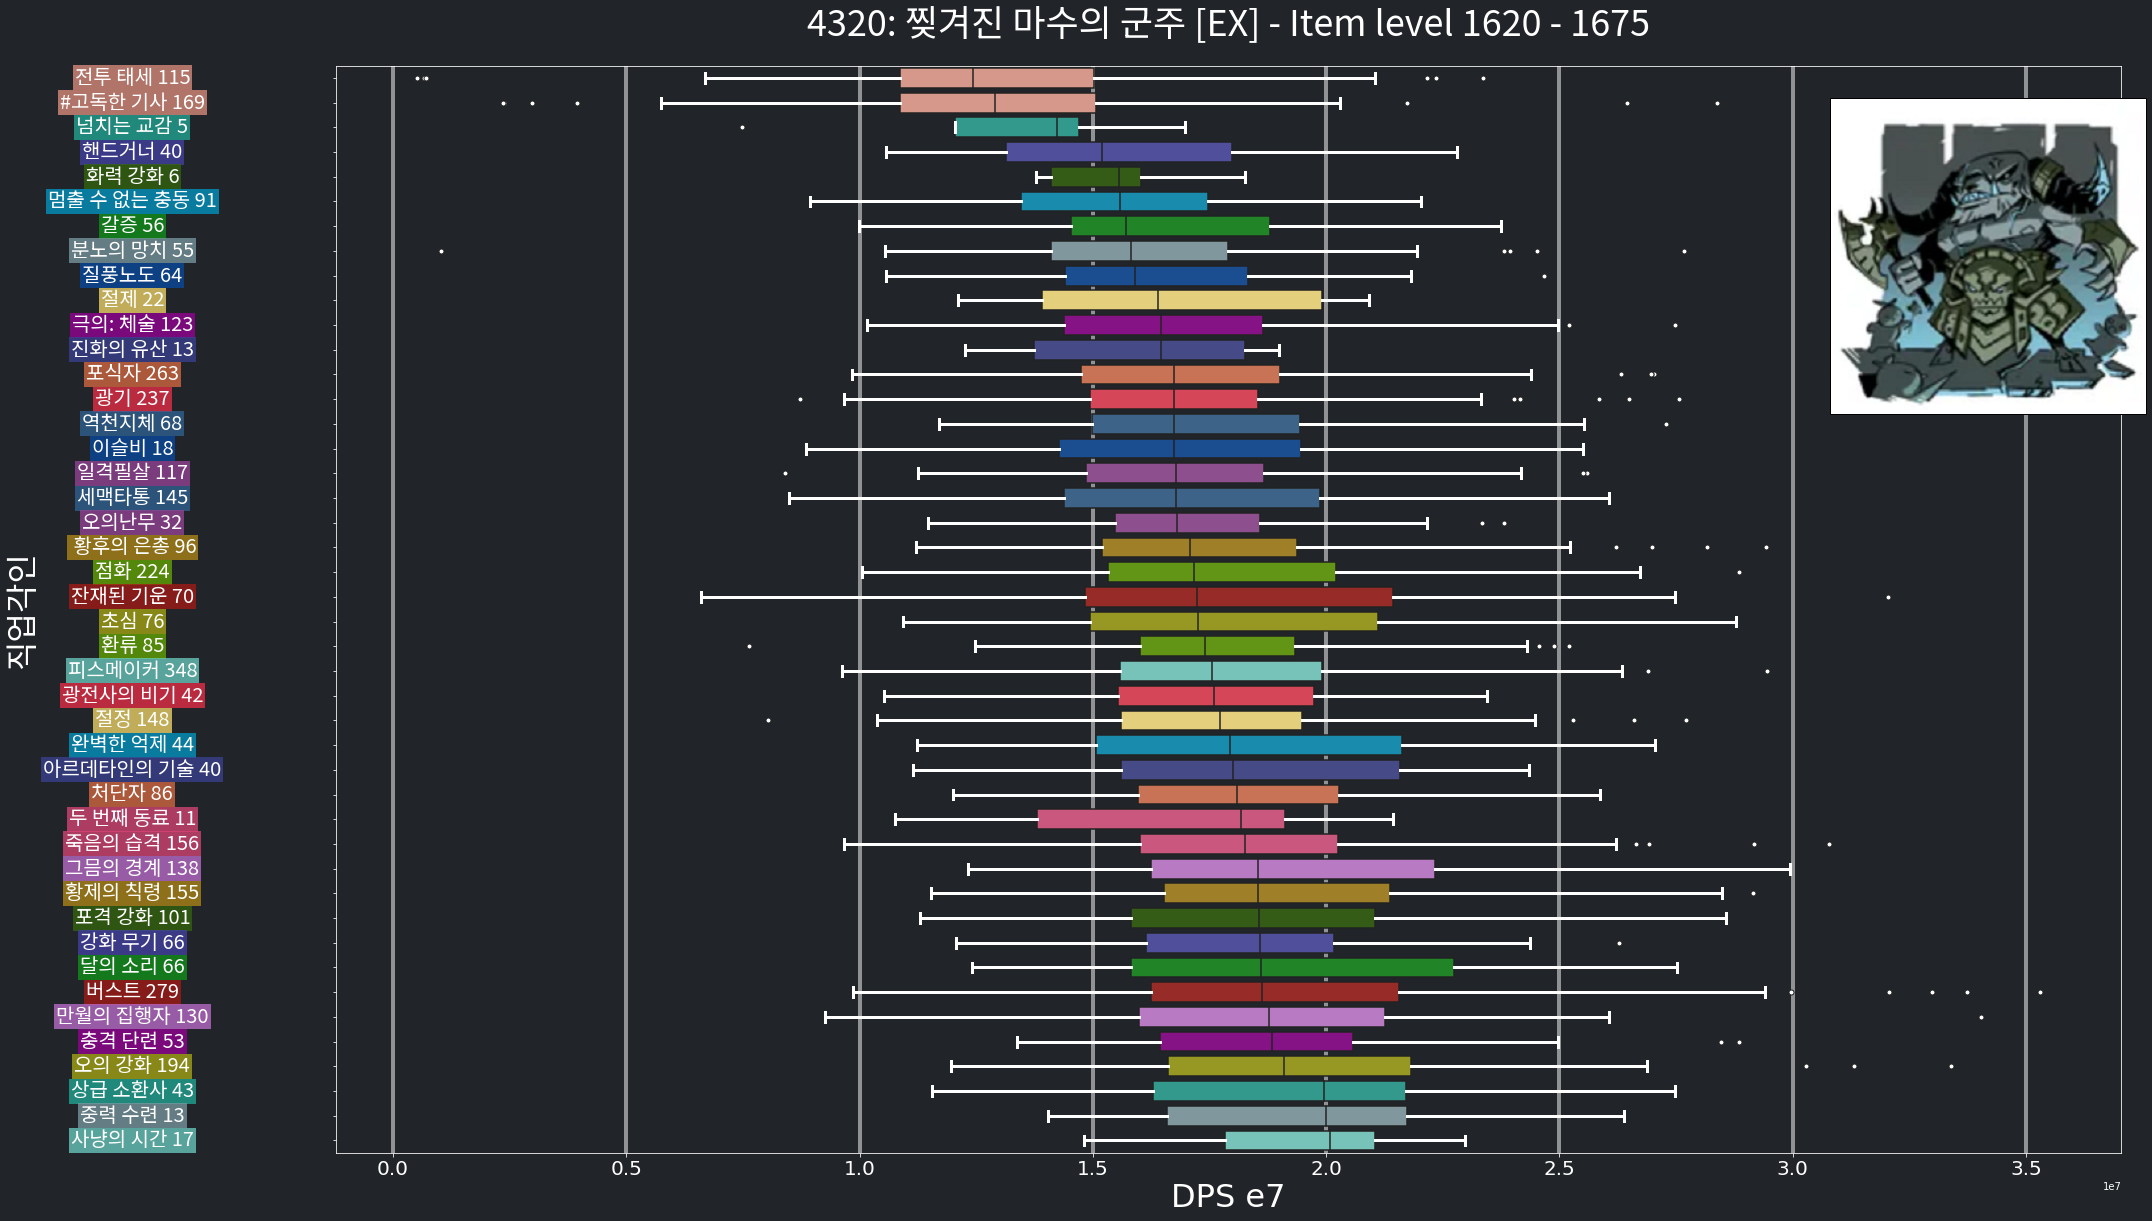 4320: 찢겨진 마수의 군주 [EX] - Item level 1620 - 1675
직업각인
전투 태세 115
#고독한 기사 169
넘치는 교감 5
핸드거너 40
화력 강화 6
멈출 수 없는 충동 91
갈증 56
분노의 망치 55
질풍노도 64
절제 22
극의: 체술 123
진화의 유산 13
포식자 263
광기 237
역천지체 68
이슬비 18
일격필살 117
세맥타통 145
오의난무 32
황후의 은총 96
점화 224
잔재된 기운 70
초심 76
환류 85
피스메이커 348
광전사의 비기 42
절정 148
완벽한 억제 44
아르데타인의 기술 40
처단자 86
두 번째 동료 11
죽음의 습격 156
그믐의 경계 138
황제의 칙령 155
포격 강화 101
강화 무기 66
달의 소리 66
버스트 279
만월의 집행자 130
충격 단련 53
오의 강화 194
상급 소환사 43
중력 수련 13
사냥의 시간 17
0.0 0.5 1.0 1.5 2.0 2.5 3.0 3.5
1e7
DPS e7